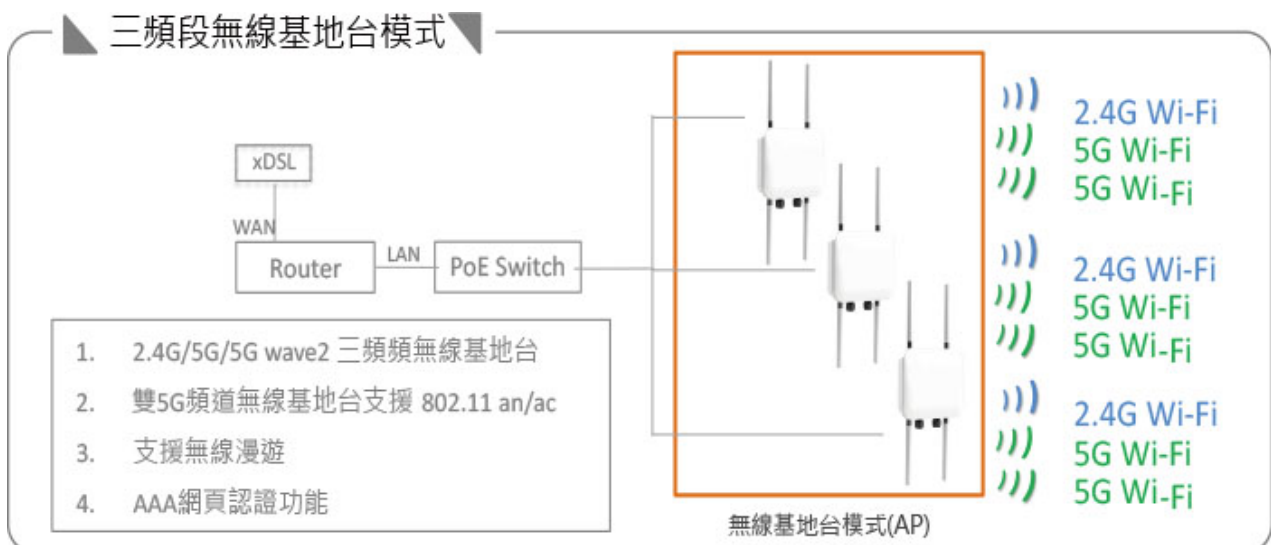 三頻段無線基地台模式
xDSL
WAN
Router
LAN
PoE Switch
1. 2.4G/5G/5G wave2 三頻頻無線基地台
2. 雙5G頻道無線基地台支援 802.11 an/ac
3. 支援無線漫遊
4. AAA網頁認證功能
2.4G Wi-Fi
5G Wi-Fi
5G Wi-Fi
2.4G Wi-Fi
5G Wi-Fi
5G Wi-Fi
2.4G Wi-Fi
5G Wi-Fi
5G Wi-Fi
無線基地台模式(AP)